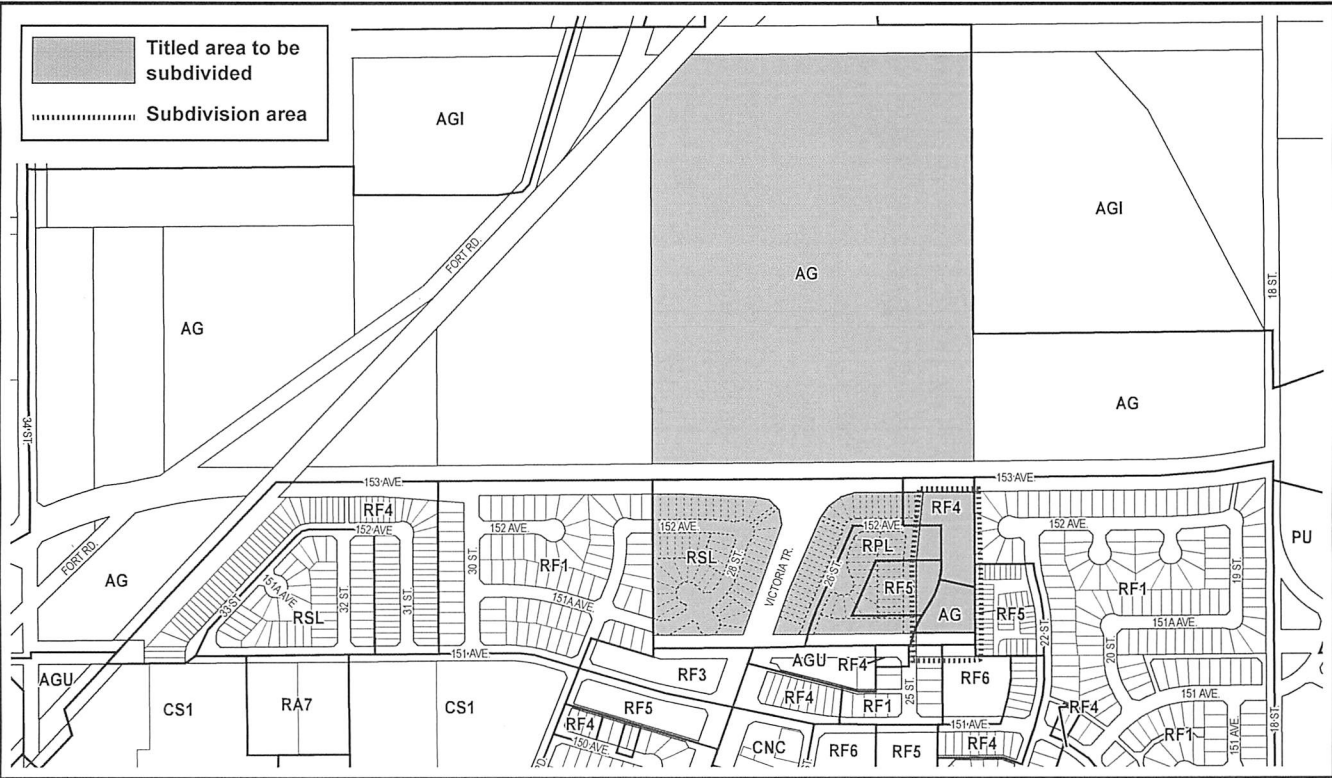 Titled area to be
subdivided
Subdivision area
AGI
AGI
18 ST.
FORT RD.
AG
AG
AG
34 ST.
153 AVE.
153 AVE.
RF4
RF4
152 AVE.
152 AVE.
152 AVE.
152 AVE.
152 AVE.
FORT RD.
AG
RSL
28 ST.
VICTORIA TR.
26 ST.
RPL
30 ST.
RF1
RF1
19 ST.
PU
151A AVE
33 ST.
RSL
32 ST.
31 ST.
151A AVE.
RF5
AG
RF5
22 ST.
20 ST.
151A AVE.
151 AVE.
AGU
RF4
RF3
RF6
AGU
CS1
RA7
CS1
RF5
RF4
RF1
25 ST.
151 AVE.
RF4
151 AVE.
151 AVE.
18 ST.
RF4
150 AVE.
RD.
CNC
ST.
RF6
RF5
RF4
RF1